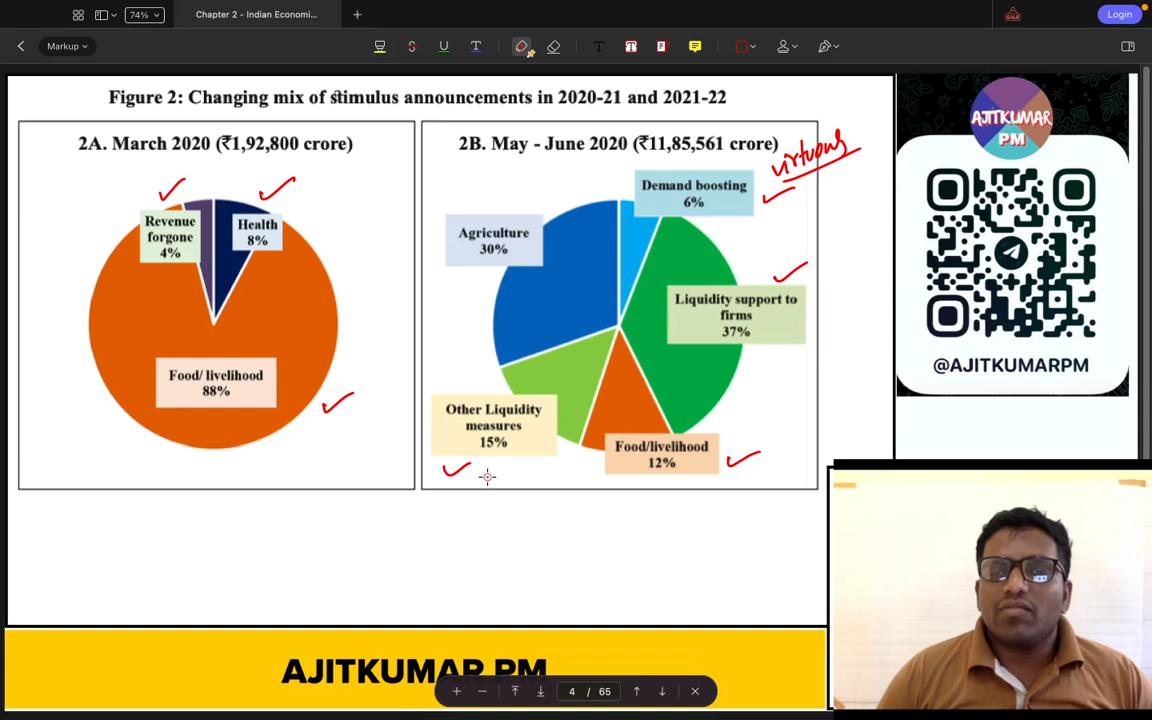 74%
Chapter 2 - Indian Economi...
SALE
Login
Markup
Figure 2: Changing mix of stimulus announcements in 2020-21 and 2021-22
2A. March 2020 (₹1,92,800 crore)
Revenue
forgone
4%
Health
8%
Food/ livelihood
88%
2B. May - June 2020 (₹11,85,561 crore)
virtuous
Demand boosting
6%
Agriculture
30%
Liquidity support to
firms
37%
Other Liquidity
measures
15%
Food/livelihood
12%
AJITKUMAR
PM
@AJITKUMARPM
AJITKUMAR PM
4 / 65